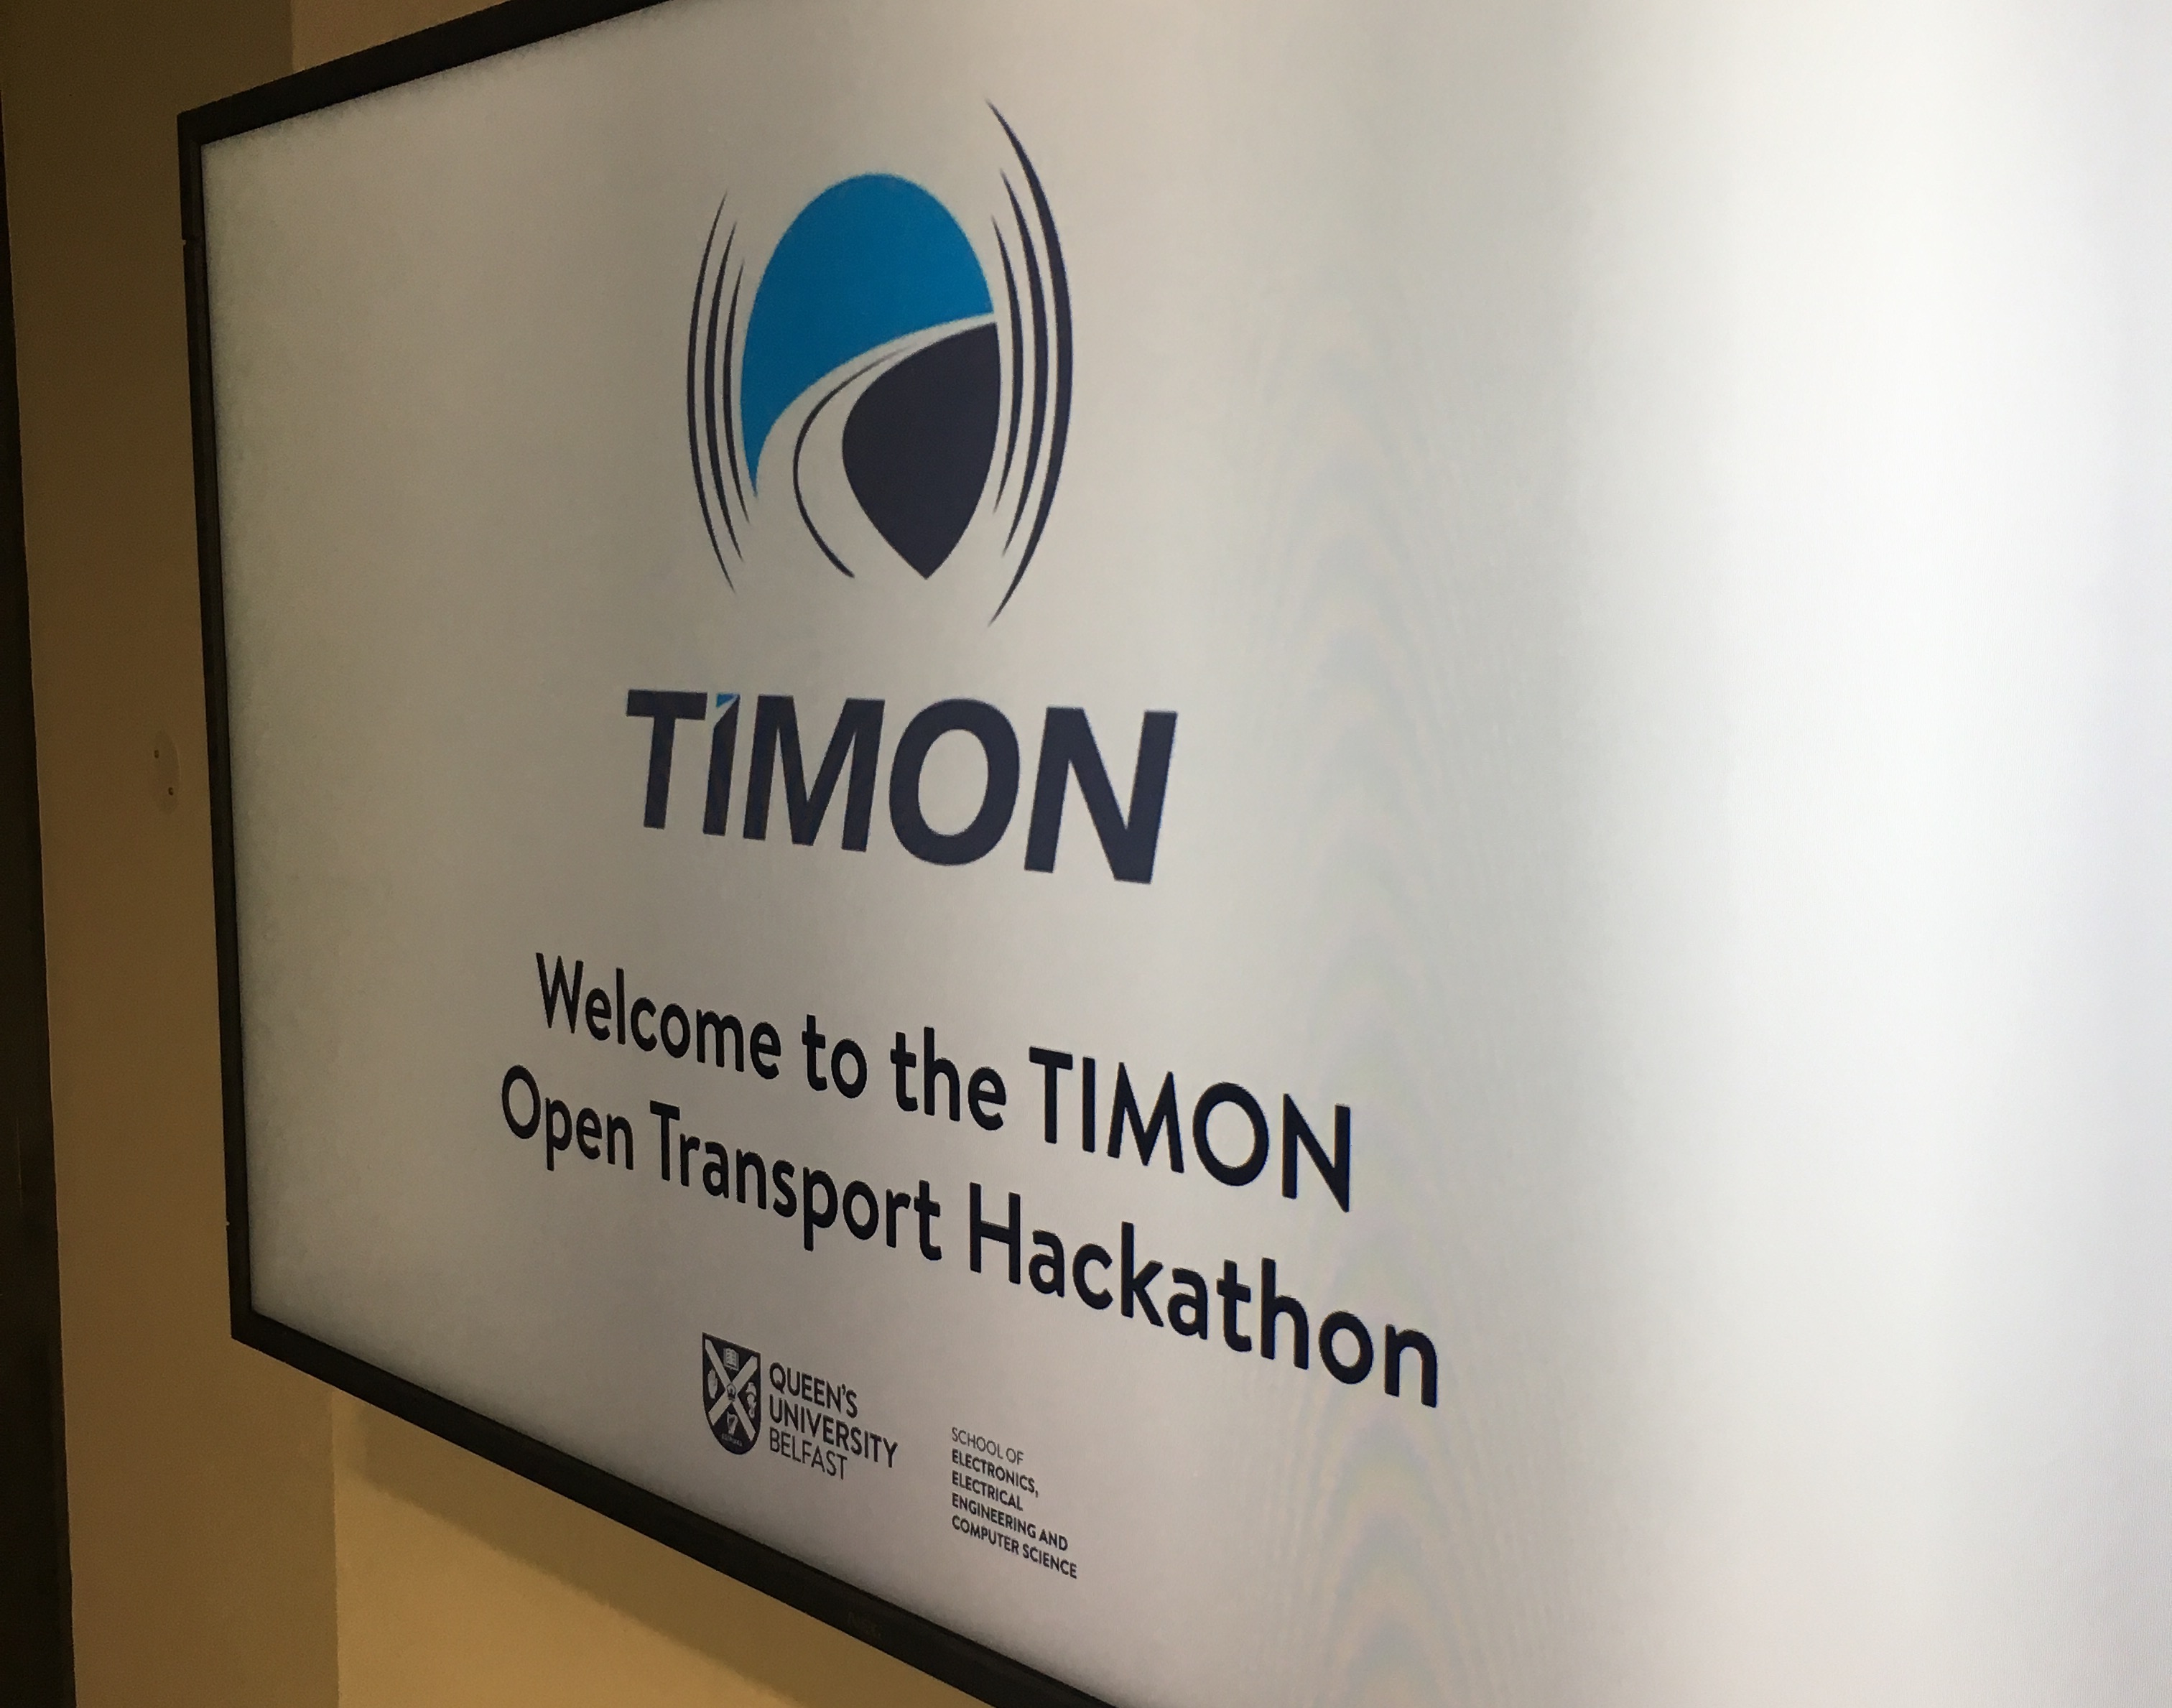 TiMON
Welcome to the TIMON
Open Transport Hackathon
QUEEN'S
UNIVERSITY
BELFAST
SCHOOL OF
ELECTRONICS,
ELECTRICAL
ENGINEERING AND
COMPUTER SCIENCE